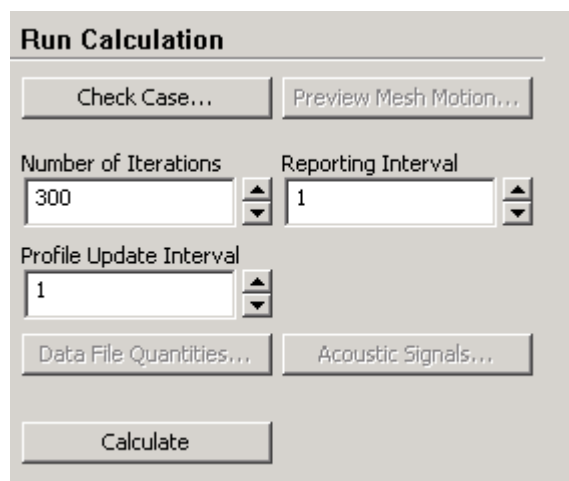 Run Calculation
Check Case... Preview Mesh Motion...
Number of Iterations Reporting Interval
300 1
Profile Update Interval
1
Data File Quantities... Acoustic Signals...
Calculate